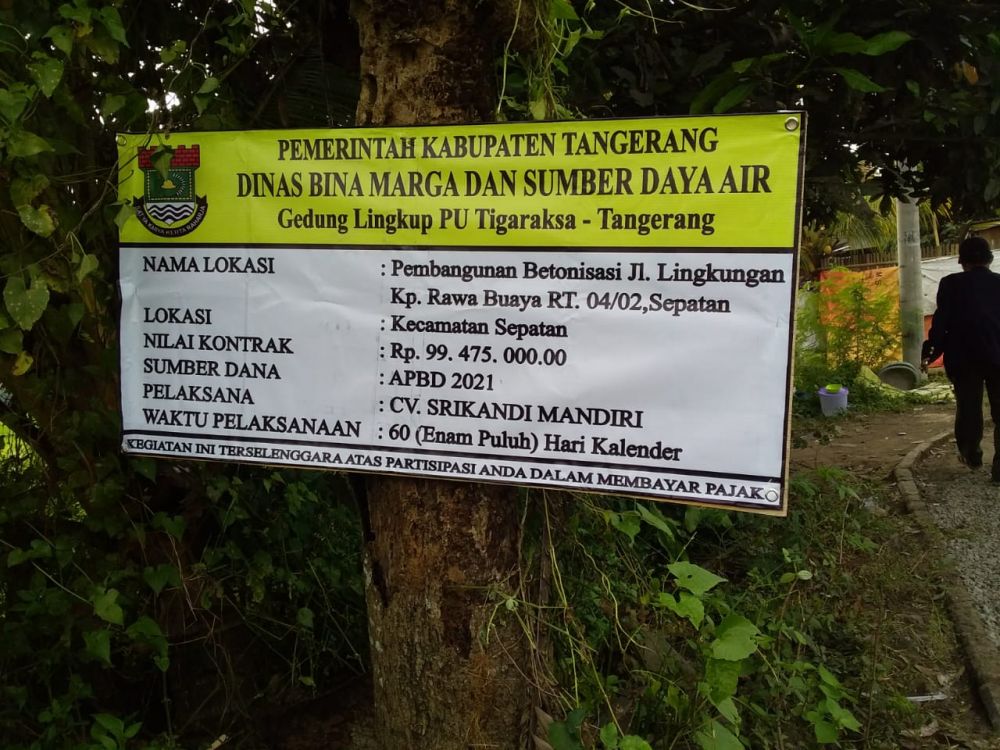 PEMERINTAH KABUPATEN TANGERANG
DINAS BINA MARGA DAN SUMBER DAYA AIR
Gedung Lingkup PU Tigaraksa - Tangerang
NAMA LOKASI : Pembangunan Betonisasi Jl. Lingkungan
Kp. Rawa Buaya RT. 04/02,Sepatan
LOKASI : Kecamatan Sepatan
NILAI KONTRAK : Rp. 99. 475. 000.00
SUMBER DANA : APBD 2021
PELAKSANA : CV. SRIKANDI MANDIRI
WAKTU PELAKSANAAN : 60 (Enam Puluh) Hari Kalender
KEGIATAN INI TERSELENGGARA ATAS PARTISIPASI ANDA DALAM MEMBAYAR PAJAK